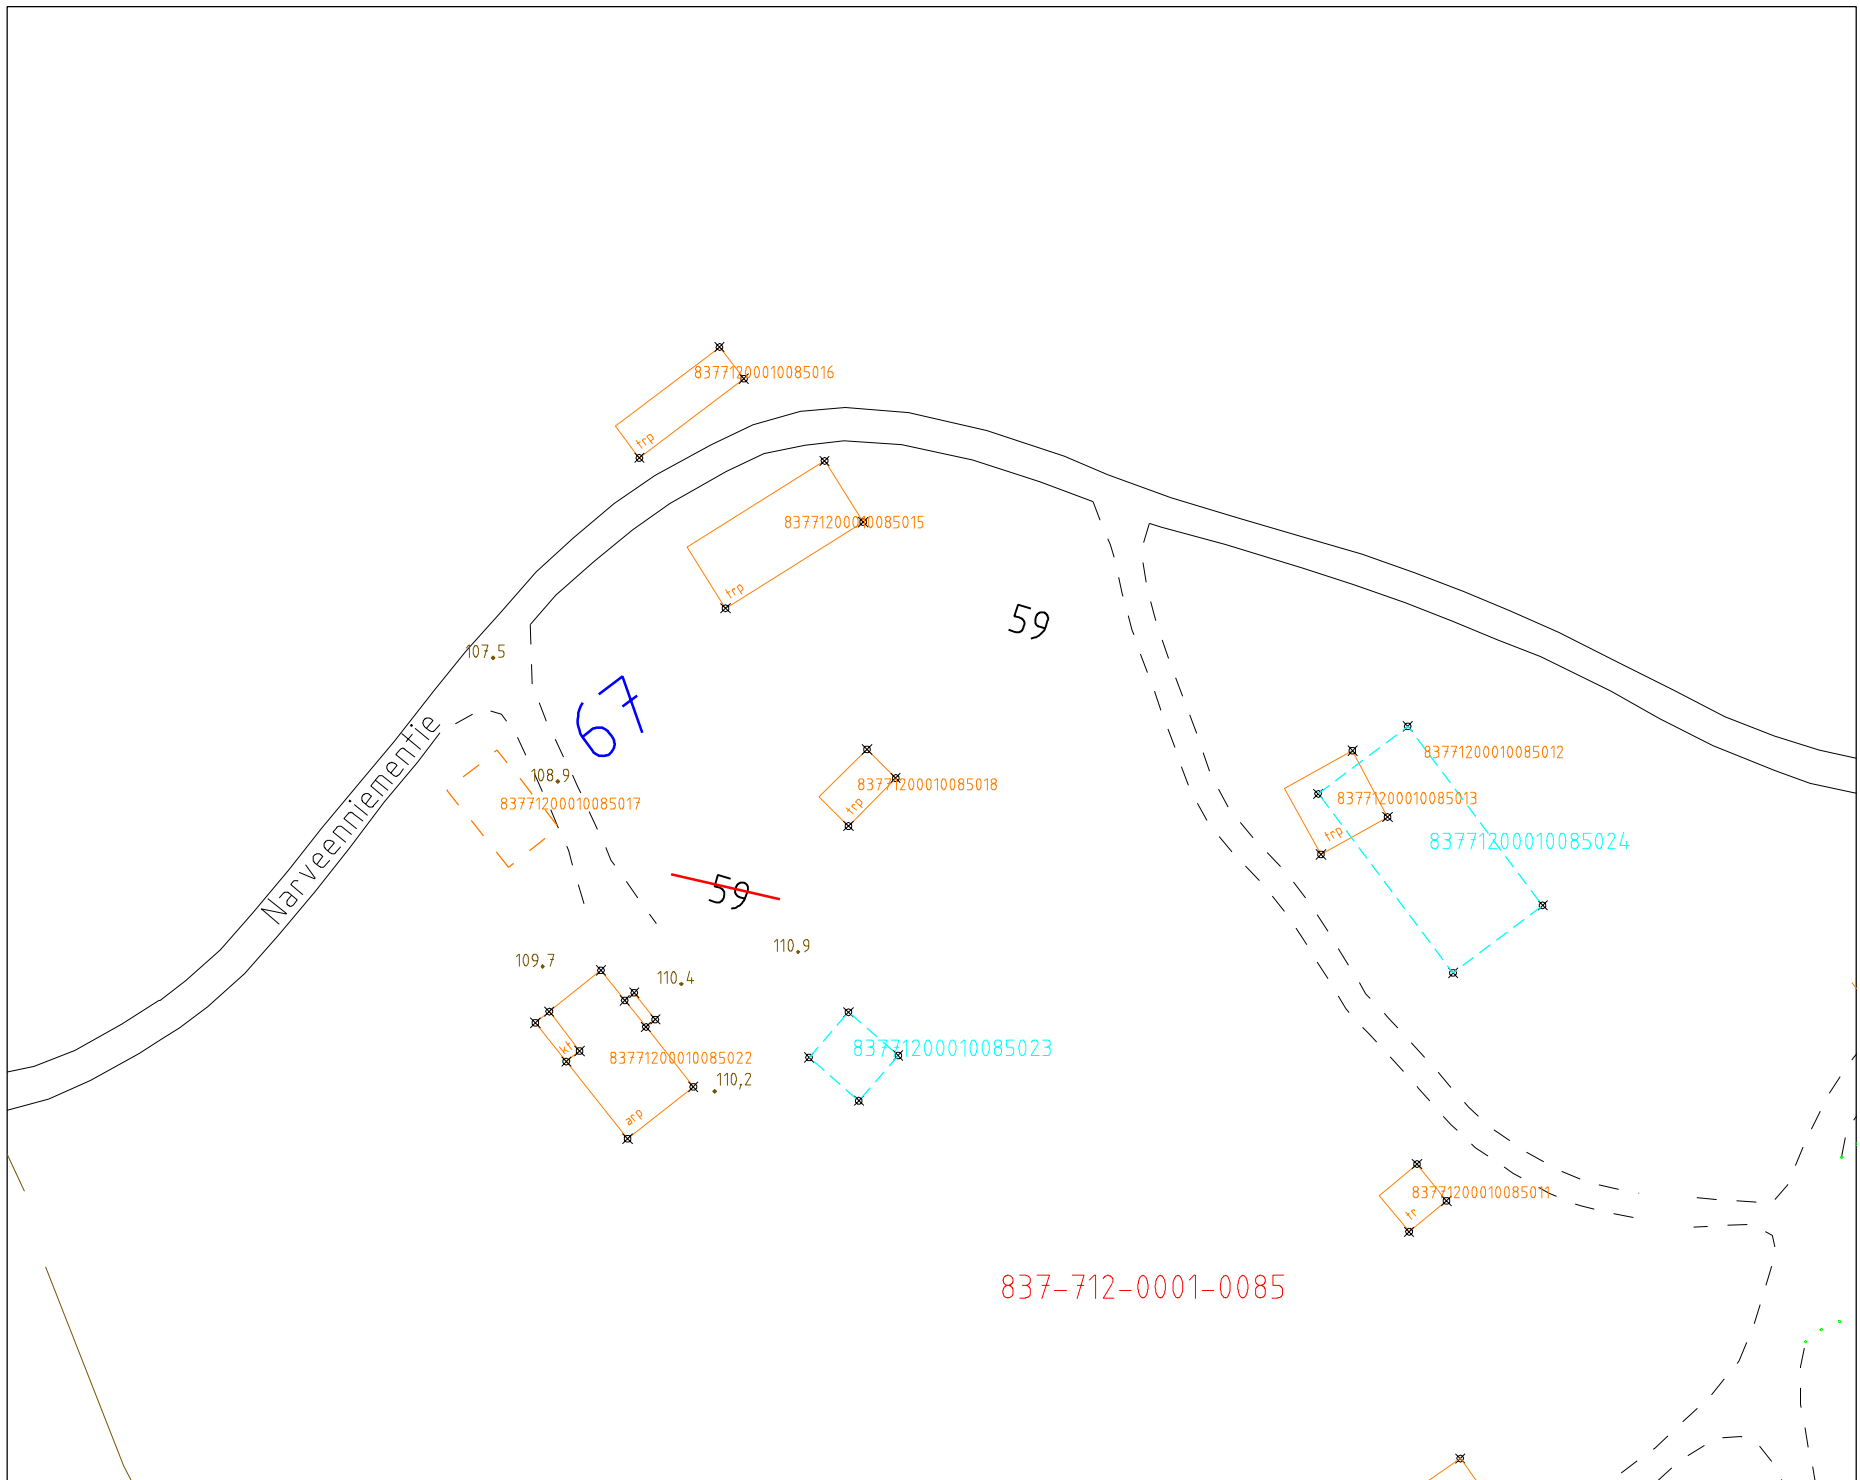 83771200010085016
trp
83771200010085015
trp
59
107.5
67
Narveenniementie
108.9
83771200010085017
83771200010085018
trp
83771200010085012
83771200010085013
trp
83771200010085024
59
110.9
109.7
110.4
kt
83771200010085022
110,2
arp
83771200010085023
83771200010085011
tr
837-712-0001-0085